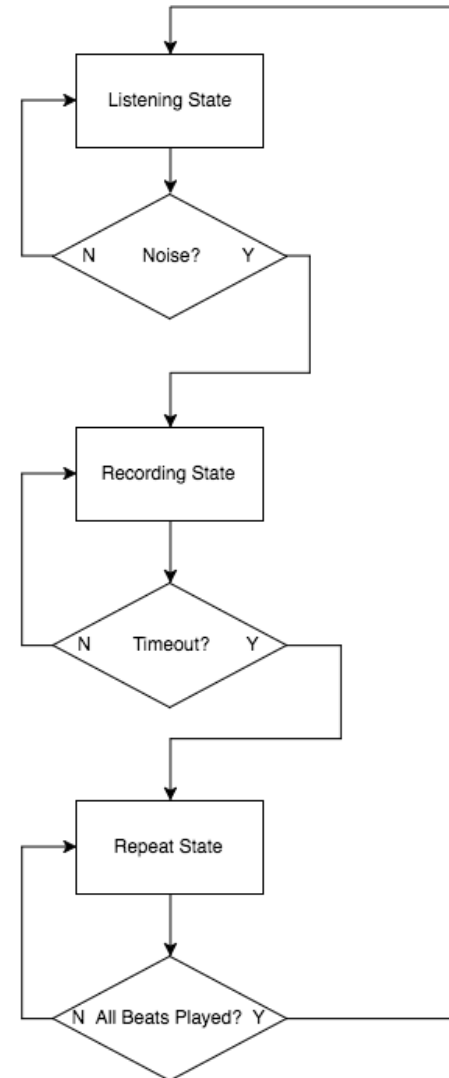 Listening State
N Noise? Y
Recording State
N Timeout? Y
Repeat State
N All Beats Played? Y